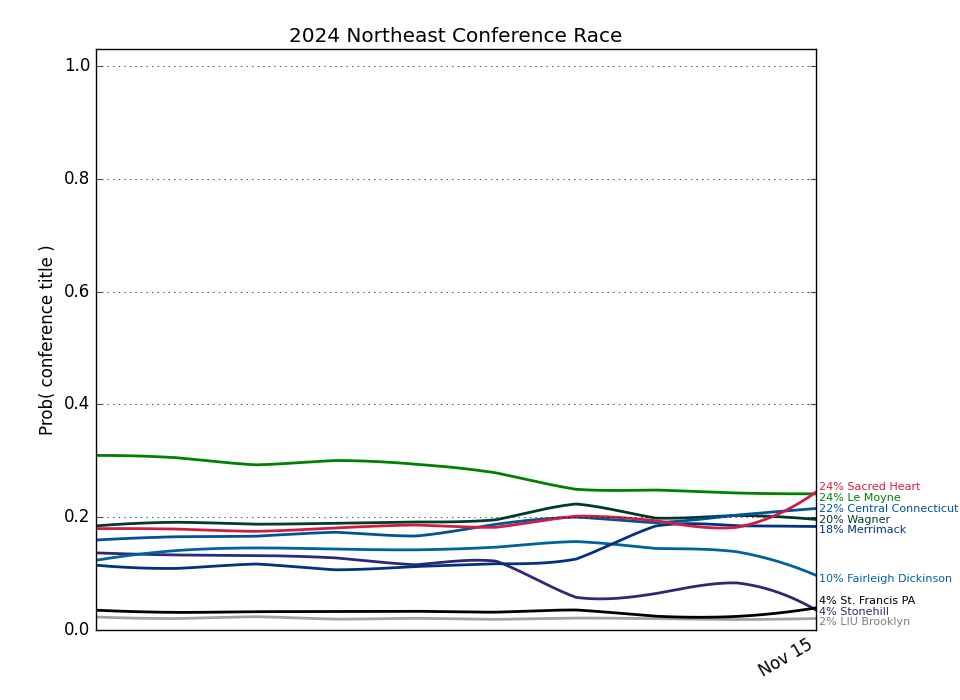 2024 Northeast Conference Race
Prob( conference title )
1.0
0.8
0.6
0.4
0.2
0.0
24% Sacred Heart
24% Le Moyne
22% Central Connecticut
20% Wagner
18% Merrimack
10% Fairleigh Dickinson
4% St. Francis PA
4% Stonehill
2% LIU Brooklyn
Nov 15